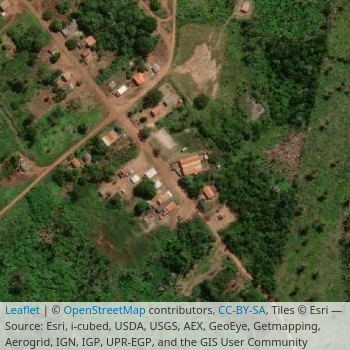 Leaflet | © OpenStreetMap contributors, CC-BY-SA, Tiles © Esri —
Source: Esri, i-cubed, USDA, USGS, AEX, GeoEye, Getmapping,
Aerogrid, IGN, IGP, UPR-EGP, and the GIS User Community